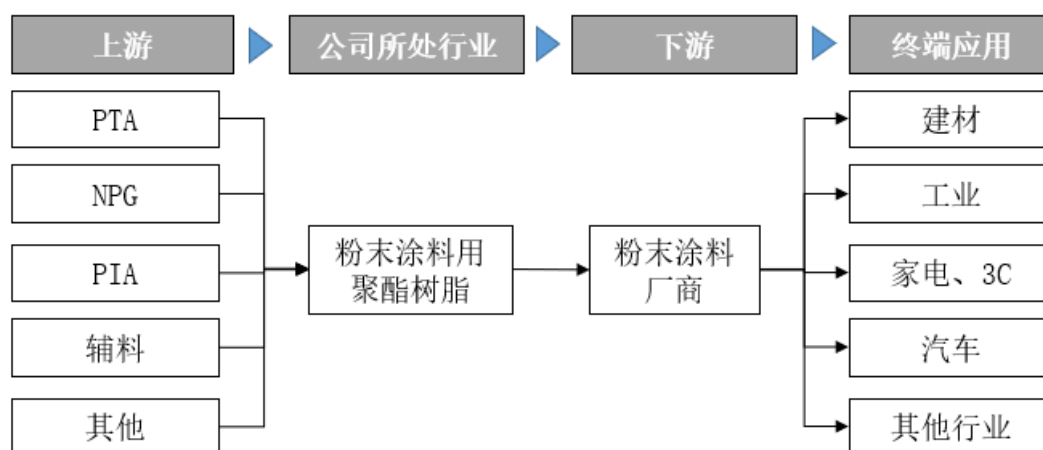 上游
公司所处行业
下游
终端应用
PTA
NPG
PIA
辅料
其他
粉末涂料用
聚酯树脂
粉末涂料
厂商
建材
工业
家电、3C
汽车
其他行业